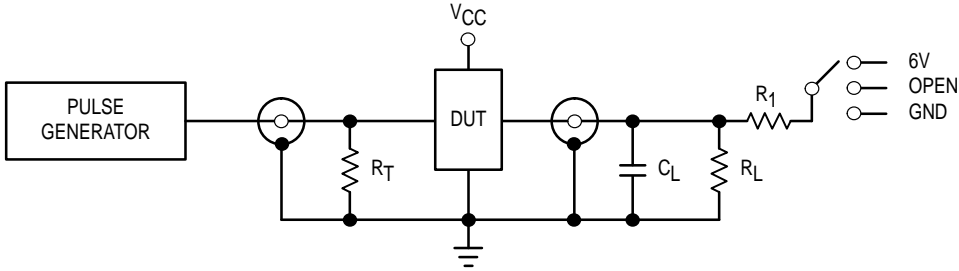 VCC
PULSE
GENERATOR
RT
DUT
CL
RL
R1
6V
OPEN
GND